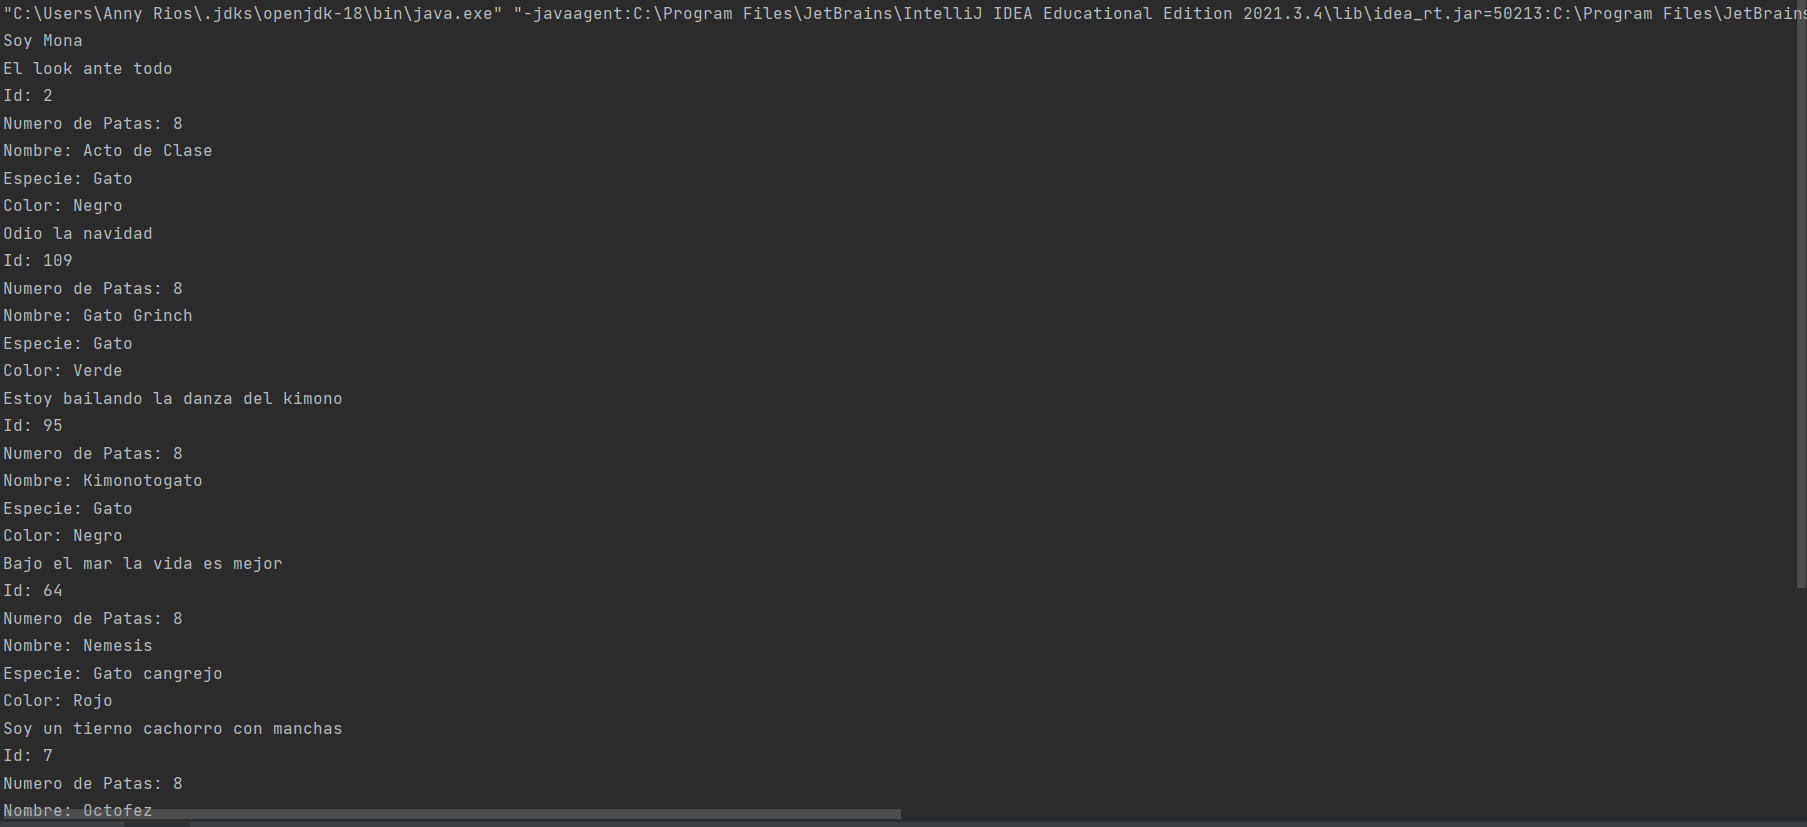 "C:\Users\Anny Rios\.jdks\openjdk-18\bin\java.exe" "-javaagent:C:\Program Files\JetBrains\IntelliJ IDEA Educational Edition 2021.3.4\lib\idea_rt.jar=50213:C:\Program Files\JetBrains
Soy Mona
El look ante todo
Id: 2
Numero de Patas: 8
Nombre: Acto de Clase
Especie: Gato
Color: Negro
Odio la navidad
Id: 109
Numero de Patas: 8
Nombre: Gato Grinch
Especie: Gato
Color: Verde
Estoy bailando la danza del kimono
Id: 95
Numero de Patas: 8
Nombre: Kimonotogato
Especie: Gato
Color: Negro
Bajo el mar la vida es mejor
Id: 64
Numero de Patas: 8
Nombre: Nemesis
Especie: Gato cangrejo
Color: Rojo
Soy un tierno cachorro con manchas
Id: 7
Numero de Patas: 8
Nombre: Octofez